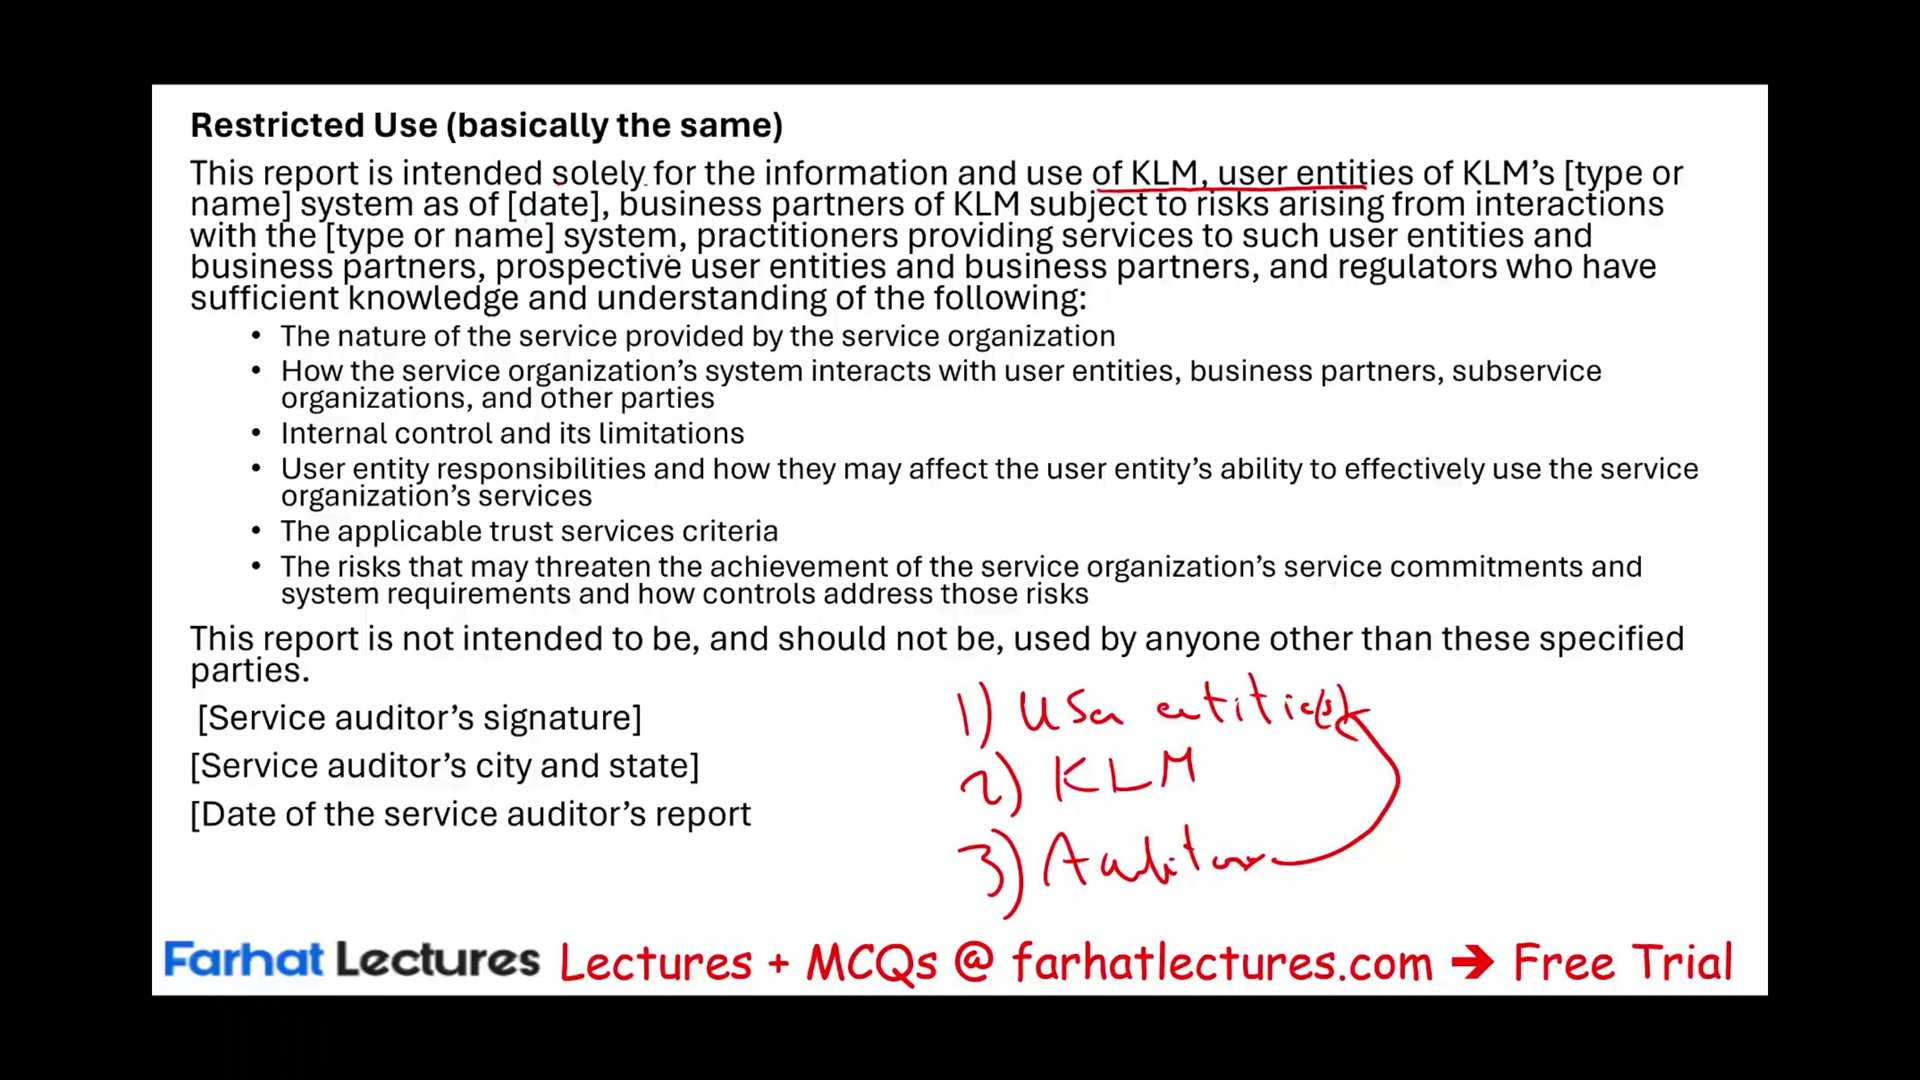 Restricted Use (basically the same)
This report is intended solely for the information and use of KLM, user entities of KLM’s [type or
name] system as of [date], business partners of KLM subject to risks arising from interactions
with the [type or name] system, practitioners providing services to such user entities and
business partners, prospective user entities and business partners, and regulators who have
sufficient knowledge and understanding of the following:
• The nature of the service provided by the service organization
• How the service organization’s system interacts with user entities, business partners, subservice
organizations, and other parties
• Internal control and its limitations
• User entity responsibilities and how they may affect the user entity’s ability to effectively use the service
organization’s services
• The applicable trust services criteria
• The risks that may threaten the achievement of the service organization’s service commitments and
system requirements and how controls address those risks
This report is not intended to be, and should not be, used by anyone other than these specified
parties.
[Service auditor’s signature]
[Service auditor’s city and state]
[Date of the service auditor’s report
1) User entitie(s)
2) KLM
3) Auditor
Farhat Lectures Lectures + MCQs @ farhatlectures.com → Free Trial